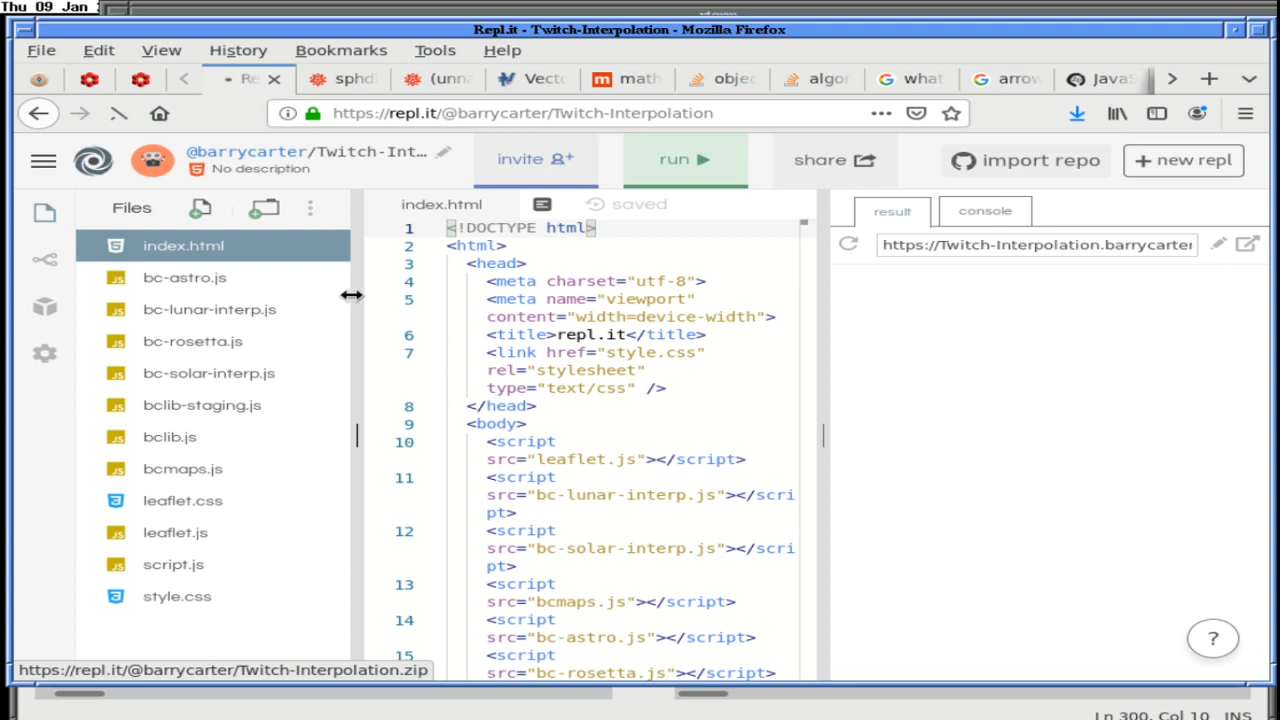 Thu 09 Jan
Repl.it - Twitch-Interpolation - Mozilla Firefox
File Edit View History Bookmarks Tools Help
Re sphd (unna Vecto math objec algor what arrow JavaS
https://repl.it/@barrycarter/Twitch-Interpolation
@barrycarter/Twitch-Int...
No description
invite
run
share
import repo
+ new repl
Files
index.html
bc-astro.js
bc-lunar-interp.js
bc-rosetta.js
bc-solar-interp.js
bclib-staging.js
bclib.js
bcmaps.js
leaflet.css
leaflet.js
script.js
style.css
https://repl.it/@barrycarter/Twitch-Interpolation.zip
index.html saved
1 <!DOCTYPE html>
2 <html>
3 <head>
4 <meta charset="utf-8">
5 <meta name="viewport"
content="width=device-width">
6 <title>repl.it</title>
7 <link href="style.css"
rel="stylesheet"
type="text/css" />
8 </head>
9 <body>
10 <script
src="leaflet.js"></script>
11 <script
src="bc-lunar-interp.js"></scri
pt>
12 <script
src="bc-solar-interp.js"></scri
pt>
13 <script
src="bcmaps.js"></script>
14 <script
src="bc-astro.js"></script>
15 <script
src="bc-rosetta.js"></script>
result console
https://Twitch-Interpolation.barrycarter
?
Ln 300, Col 10 INS